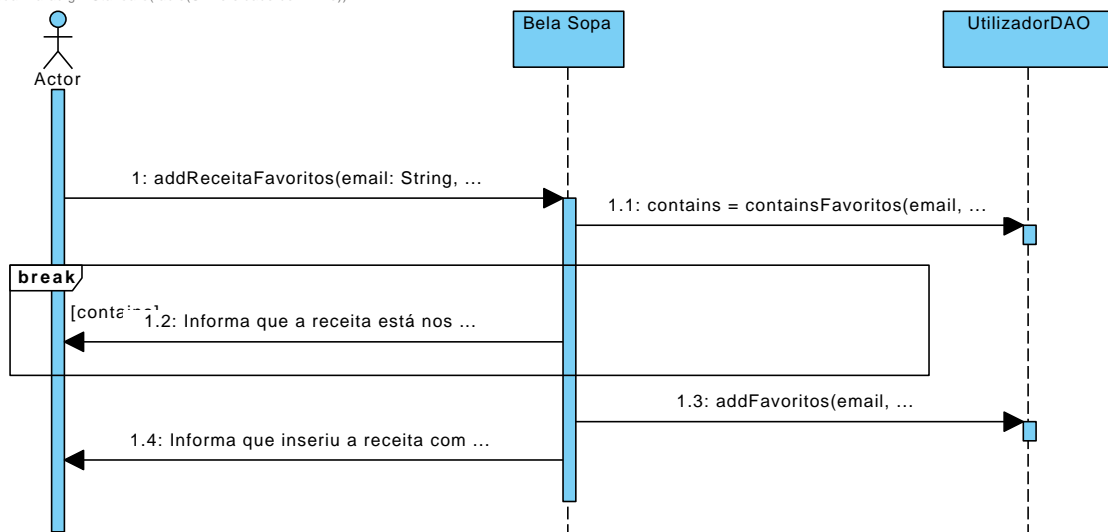 Bela Sopa
UtilizadorDAO
Actor
1: addReceitaFavoritos(email: String, ...
1.1: contains = containsFavoritos(email, ...
break
[contains]
1.2: Informa que a receita está nos ...
1.3: addFavoritos(email, ...
1.4: Informa que inseriu a receita com ...